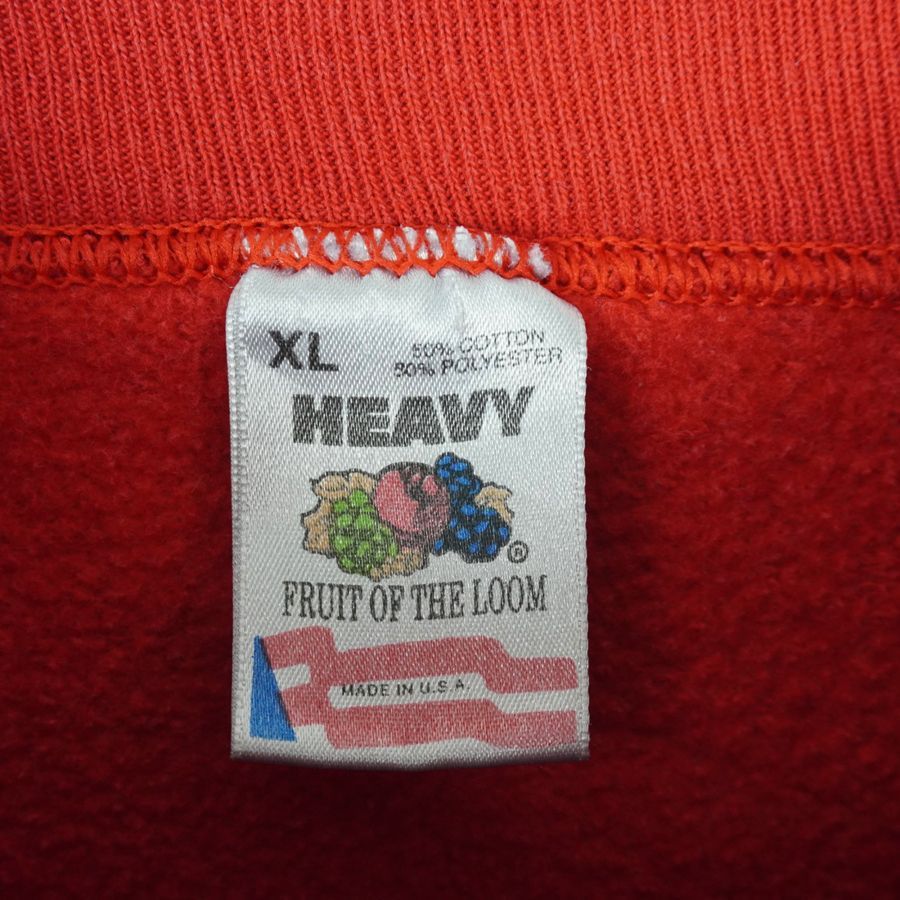 XL
50% COTTON
50% POLYESTER
HEAVY
®
FRUIT OF THE LOOM
MADE IN U.S.A.